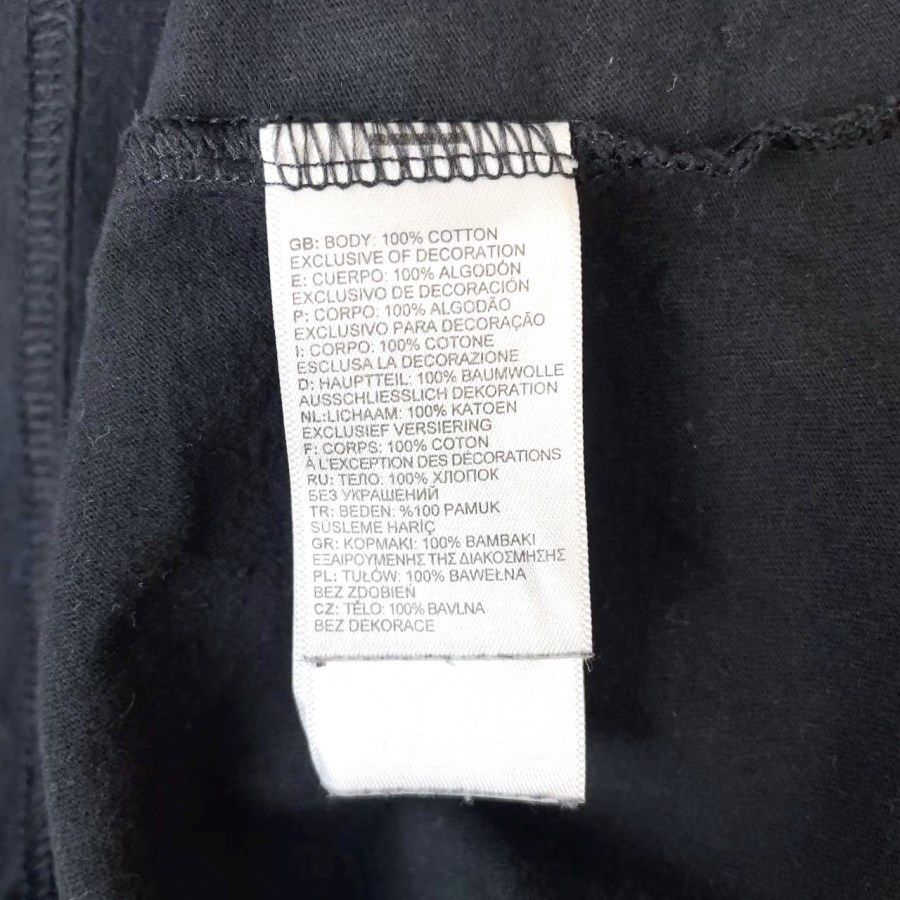 GB: BODY: 100% COTTON
EXCLUSIVE OF DECORATION
E: CUERPO: 100% ALGODÓN
EXCLUSIVO DE DECORACIÓN
P: CORPO: 100% ALGODÃO
EXCLUSIVO PARA DECORAÇÃO
I: CORPO: 100% COTONE
ESCLUSA LA DECORAZIONE
D: HAUPTTEIL: 100% BAUMWOLLE
AUSSCHLIESSLICH DEKORATION
NL:LICHAAM: 100% KATOEN
EXCLUSIEF VERSIERING
F: CORPS: 100% COTON
À L'EXCEPTION DES DÉCORATIONS
RU: ТЕЛО: 100% ХЛОПОК
БЕЗ УКРАШЕНИЙ
TR: BEDEN: %100 PAMUK
SÜSLEME HARİÇ
GR: ΚΟΡΜΑΚΙ: 100% ΒΑΜΒΑΚΙ
ΕΞΑΙΡΟΥΜΕΝΗΣ ΤΗΣ ΔΙΑΚΟΣΜΗΣΗΣ
PL: TUŁÓW: 100% BAWEŁNA
BEZ ZDOBIEŃ
CZ: TĚLO: 100% BAVLNA
BEZ DEKORACE